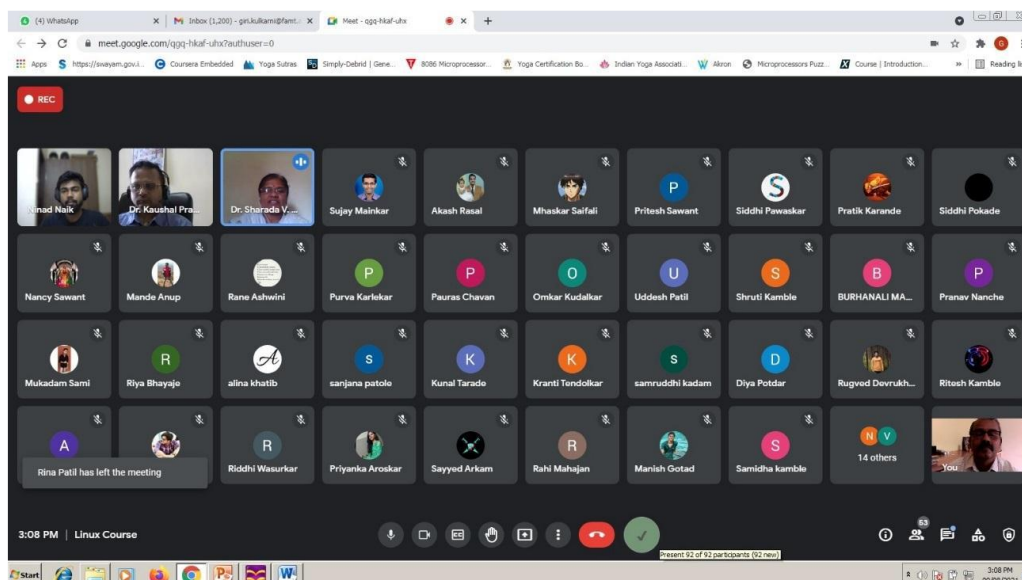 (4) WhatsApp
Inbox (1,200) - giri.kulkarni@famt.
Meet - qgq-hkaf-uhx
meet.google.com/qgq-hkaf-uhx?authuser=0
Apps
https://swayam.gov.i...
Coursera Embedded
Yoga Sutras
Simply-Debrid | Gene...
8086 Microprocessor...
Yoga Certification Bo...
Indian Yoga Associati...
Akron
Microprocessors Puzz...
Course | Introduction...
Reading
REC
Ninad Naik
Dr. Kaushal Pra...
Dr. Sharada V. ...
Sujay Mainkar
Akash Rasal
Mhaskar Saifali
P
Pritesh Sawant
Siddhi Pawaskar
Pratik Karande
Siddhi Pokade
Nancy Sawant
Mande Anup
Rane Ashwini
P
Purva Karlekar
P
Pauras Chavan
O
Omkar Kudalkar
U
Uddesh Patil
S
Shruti Kamble
B
BURHANALI MA...
P
Pranav Nanche
Mukadam Sami
R
Riya Bhayaje
A
alina khatib
s
sanjana patole
K
Kunal Tarade
K
Kranti Tendolkar
s
samruddhi kadam
D
Diya Potdar
Rugved Devrukh...
Ritesh Kamble
A
Rina Patil has left the meeting
R
Riddhi Wasurkar
Priyanka Aroskar
Sayyed Arkam
R
Rahi Mahajan
Manish Gotad
S
Samidha kamble
N V
14 others
You
3:08 PM | Linux Course
53
Present 92 of 92 participants (92 new)
Start
3:08 PM